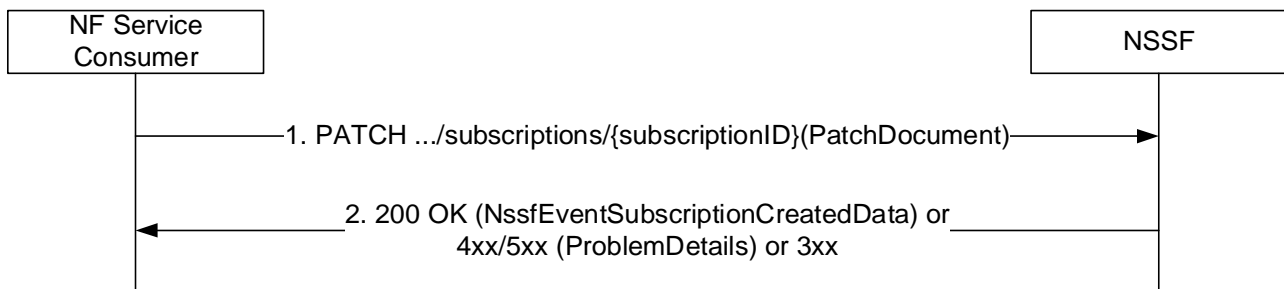 NF Service
Consumer
NSSF
1. PATCH .../subscriptions/{subscriptionID}(PatchDocument)
2. 200 OK (NssfEventSubscriptionCreatedData) or
4xx/5xx (ProblemDetails) or 3xx